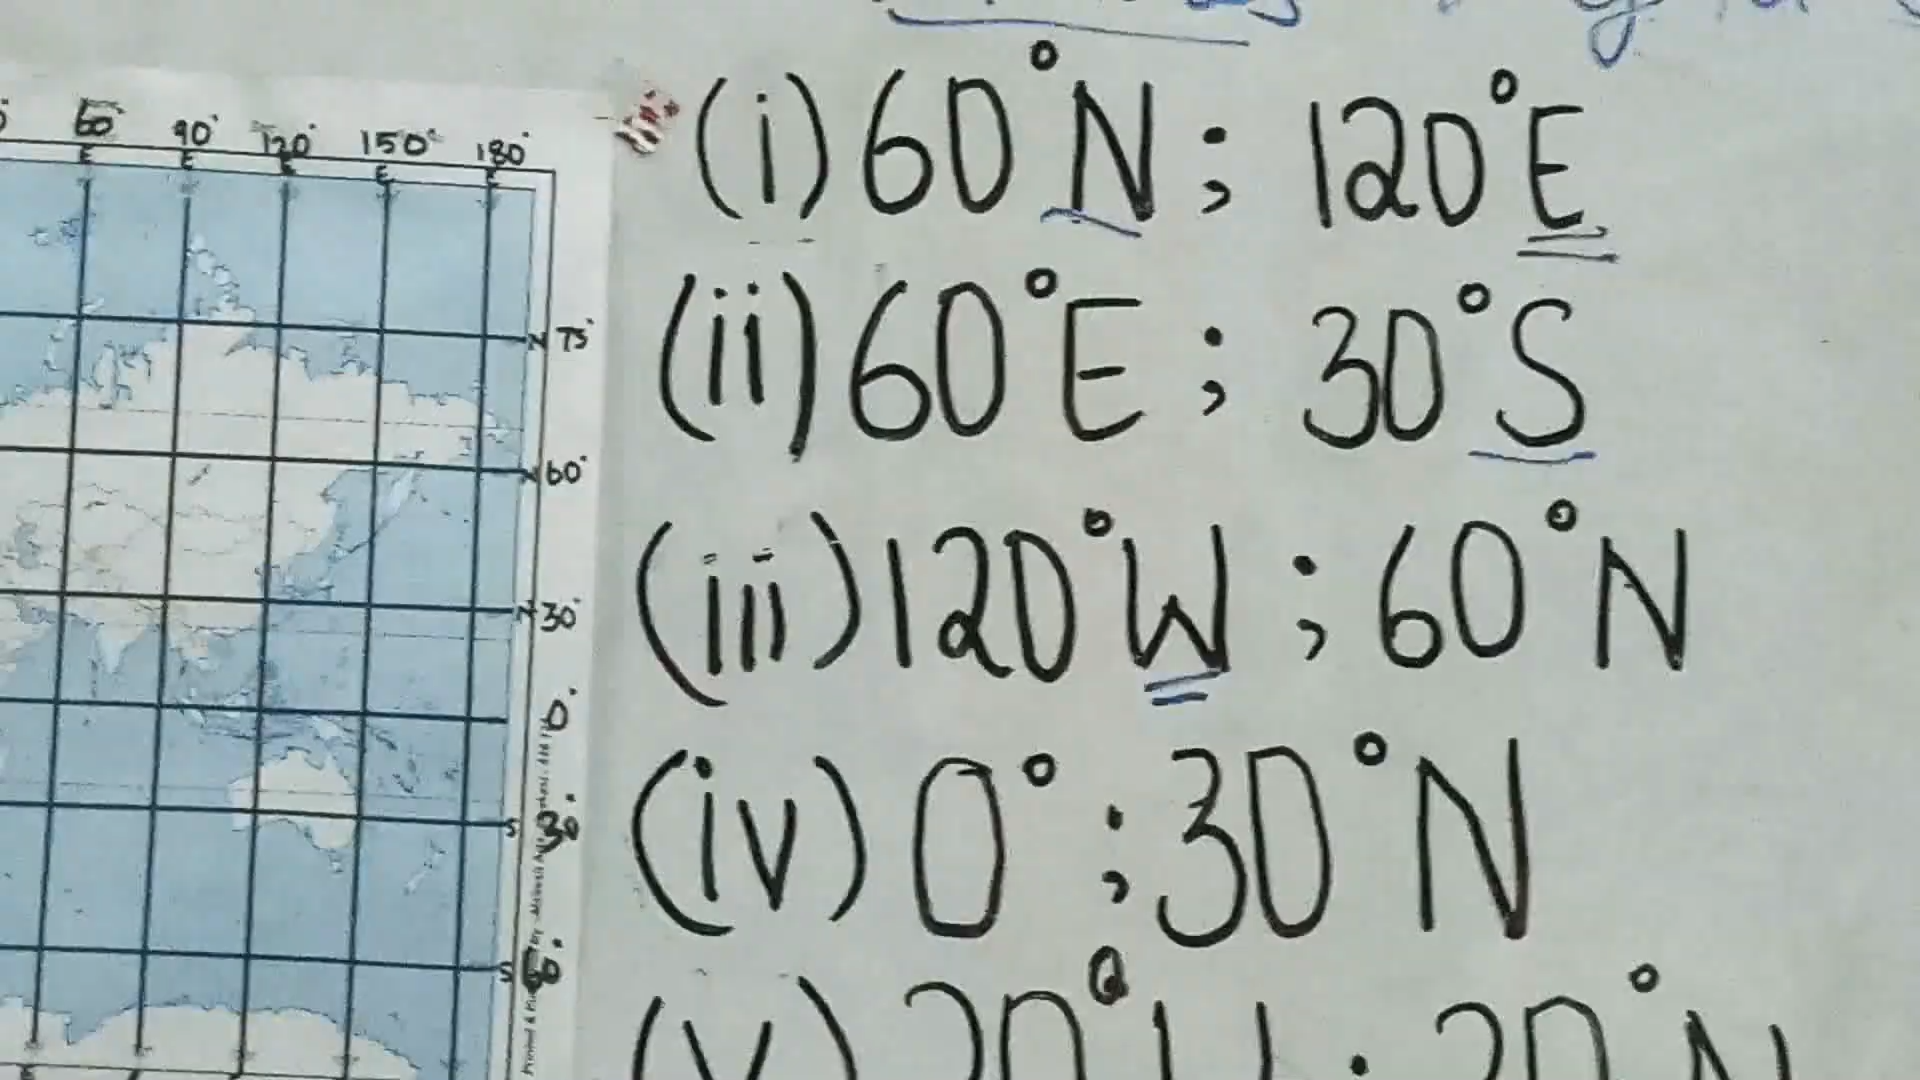 (i) 60°N ; 120°E
(ii) 60°E ; 30°S
(iii) 120°W ; 60°N
(iv) 0° ; 30°N
60° 90° 120° 150° 180°
E E E E E
N 75°
N 60°
N 30°
0°
S 30°
S 60°